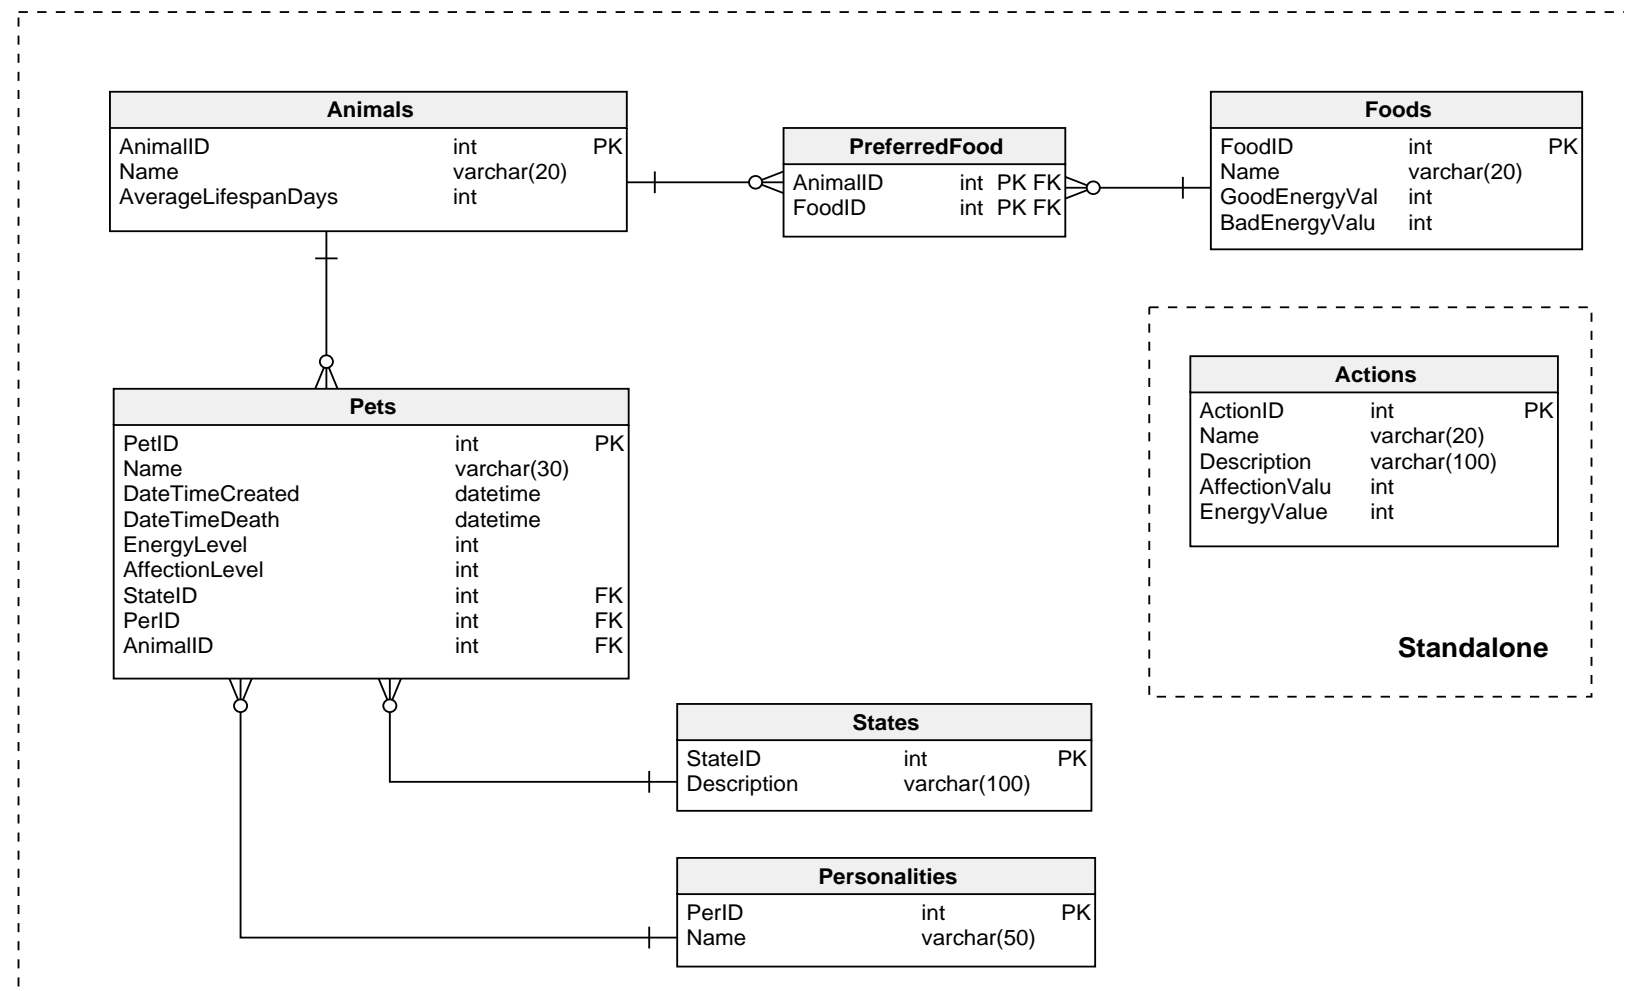 Animals
AnimalID int PK
Name varchar(20)
AverageLifespanDays int
PreferredFood
AnimalID int PK FK
FoodID int PK FK
Foods
FoodID int PK
Name varchar(20)
GoodEnergyVal int
BadEnergyValu int
Pets
PetID int PK
Name varchar(30)
DateTimeCreated datetime
DateTimeDeath datetime
EnergyLevel int
AffectionLevel int
StateID int FK
PerID int FK
AnimalID int FK
Actions
ActionID int PK
Name varchar(20)
Description varchar(100)
AffectionValu int
EnergyValue int
Standalone
States
StateID int PK
Description varchar(100)
Personalities
PerID int PK
Name varchar(50)